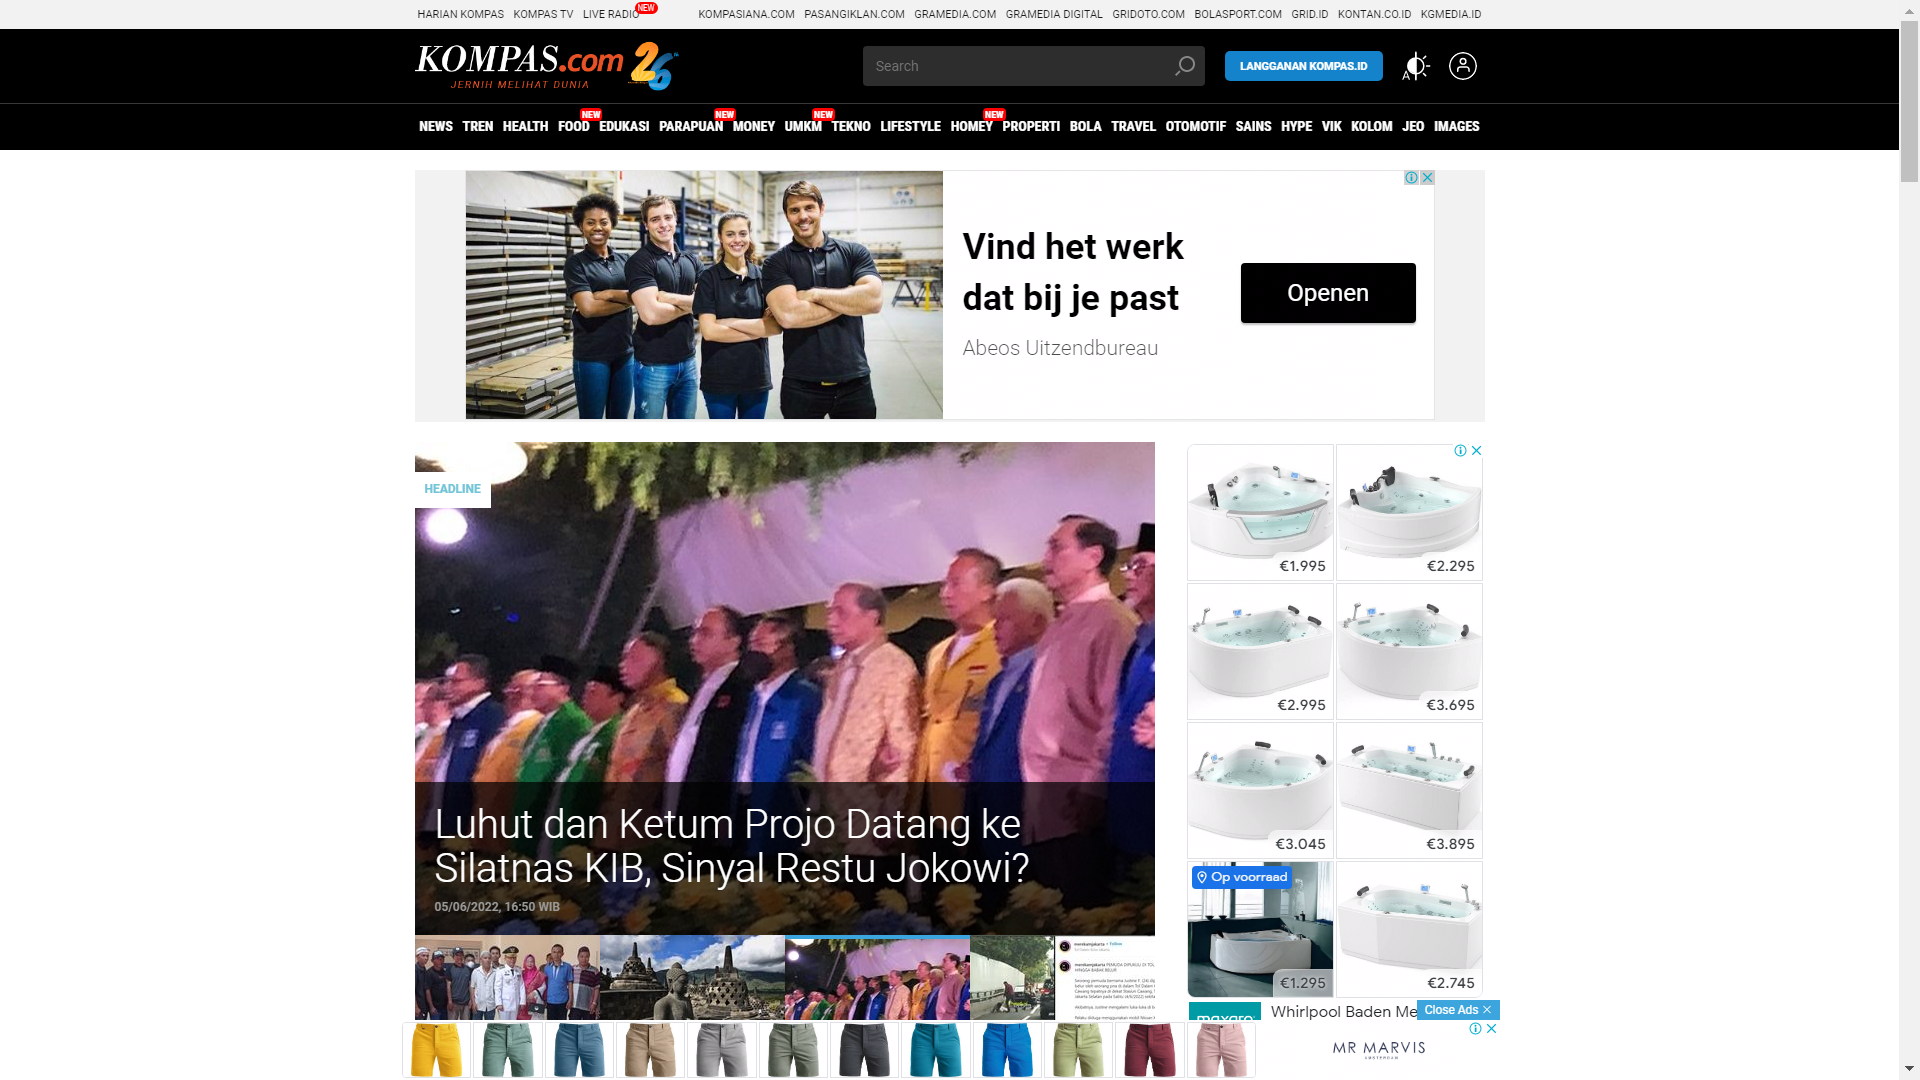 HARIAN KOMPAS KOMPAS TV LIVE RADIO NEW KOMPASIANA.COM PASANGIKLAN.COM GRAMEDIA.COM GRAMEDIA DIGITAL GRIDOTO.COM BOLASPORT.COM GRID.ID KONTAN.CO.ID KGMEDIA.ID
KOMPAS.com 26
JERNIH MELIHAT DUNIA
Search
LANGGANAN KOMPAS.ID
NEWS TREN HEALTH FOOD NEW EDUKASI PARAPUAN NEW MONEY UMKM NEW TEKNO LIFESTYLE HOMEY NEW PROPERTI BOLA TRAVEL OTOMOTIF SAINS HYPE VIK KOLOM JEO IMAGES
Vind het werk
dat bij je past
Abeos Uitzendbureau
Openen
HEADLINE
Luhut dan Ketum Projo Datang ke
Silatnas KIB, Sinyal Restu Jokowi?
05/06/2022, 16:50 WIB
€1.995 €2.295
€2.995 €3.695
€3.045 €3.895
Op voorraad
€1.295 €2.745
Whirlpool Baden Me
Close Ads
MR MARVIS